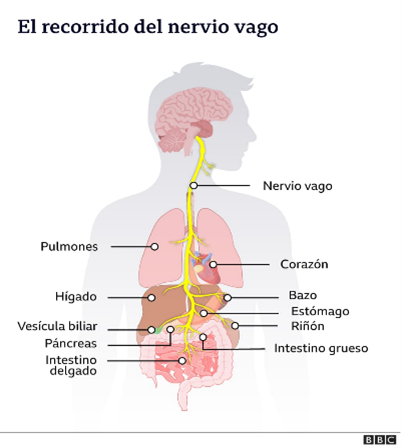 El recorrido del nervio vago
Nervio vago
Pulmones
Corazón
Hígado
Bazo
Estómago
Vesícula biliar
Riñón
Páncreas
Intestino grueso
Intestino
delgado
BBC